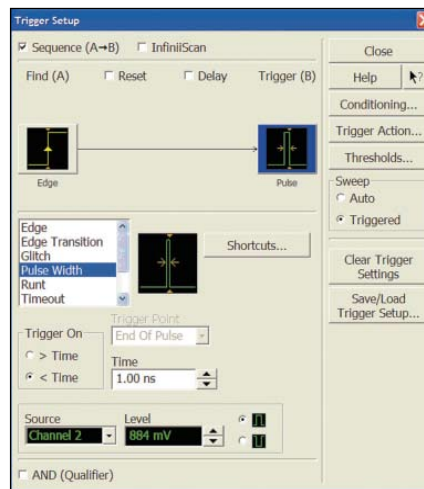 Trigger Setup
Sequence (A→B) InfiniiScan
Find (A) Reset Delay Trigger (B)
Edge Pulse
Edge
Edge Transition
Glitch
Pulse Width
Runt
Timeout
Shortcuts...
Trigger Point
End Of Pulse
Trigger On
> Time
< Time
Time
1.00 ns
Source
Channel 2
Level
884 mV
AND (Qualifier)
Close
Help
?
Conditioning...
Trigger Action...
Thresholds...
Sweep
Auto
Triggered
Clear Trigger
Settings
Save/Load
Trigger Setup...